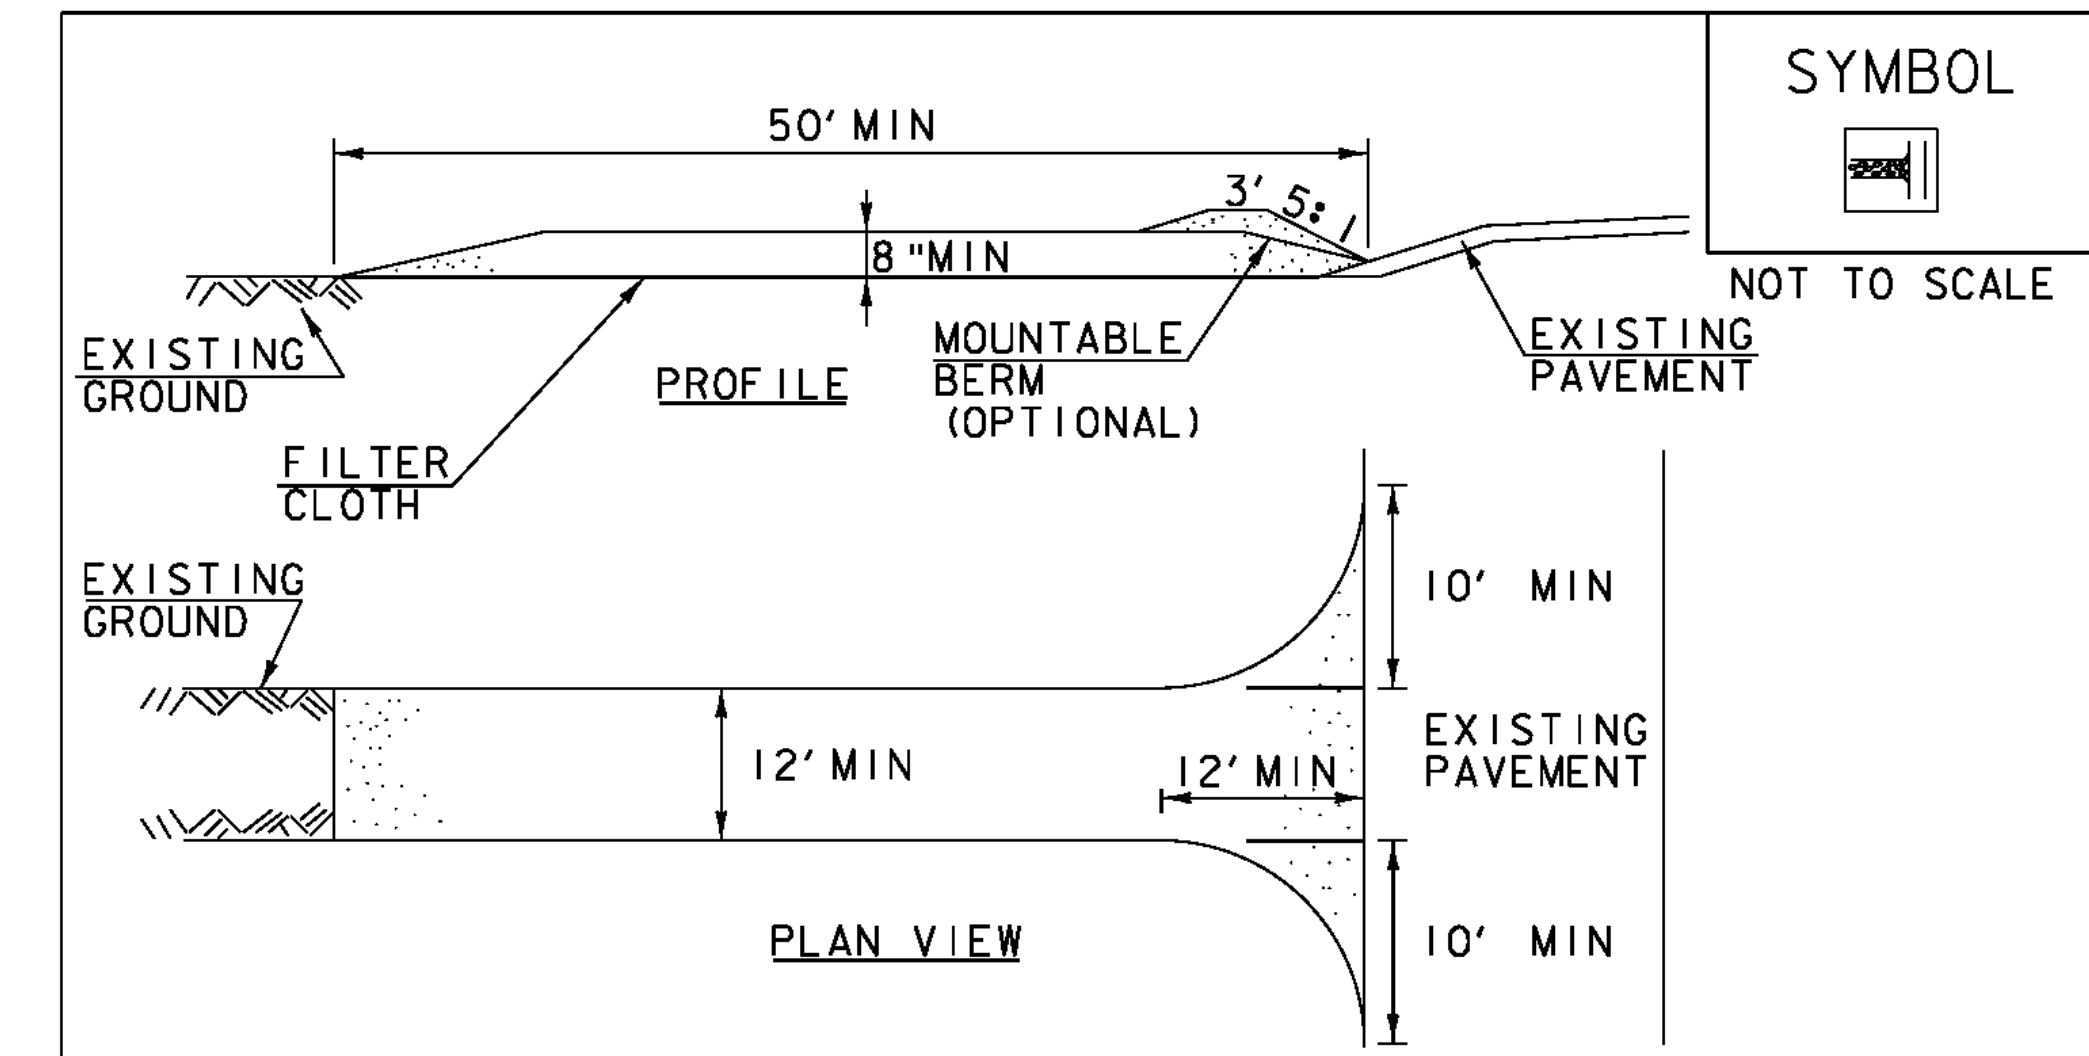 SYMBOL
NOT TO SCALE
50' MIN
3' 5:1
8"MIN
EXISTING
GROUND
PROFILE
MOUNTABLE
BERM
(OPTIONAL)
EXISTING
PAVEMENT
FILTER
CLOTH
EXISTING
GROUND
10' MIN
12' MIN
12' MIN
EXISTING
PAVEMENT
PLAN VIEW
10' MIN